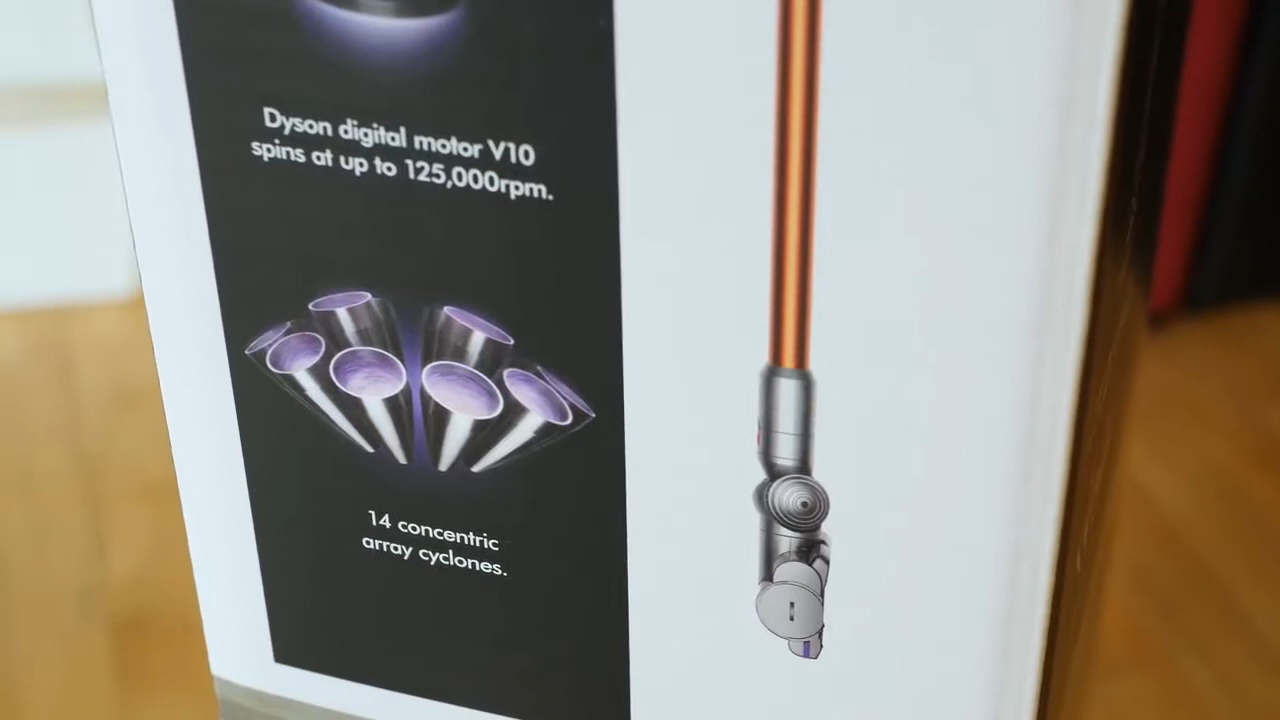 Dyson digital motor V10
spins at up to 125,000rpm.
14 concentric
array cyclones.